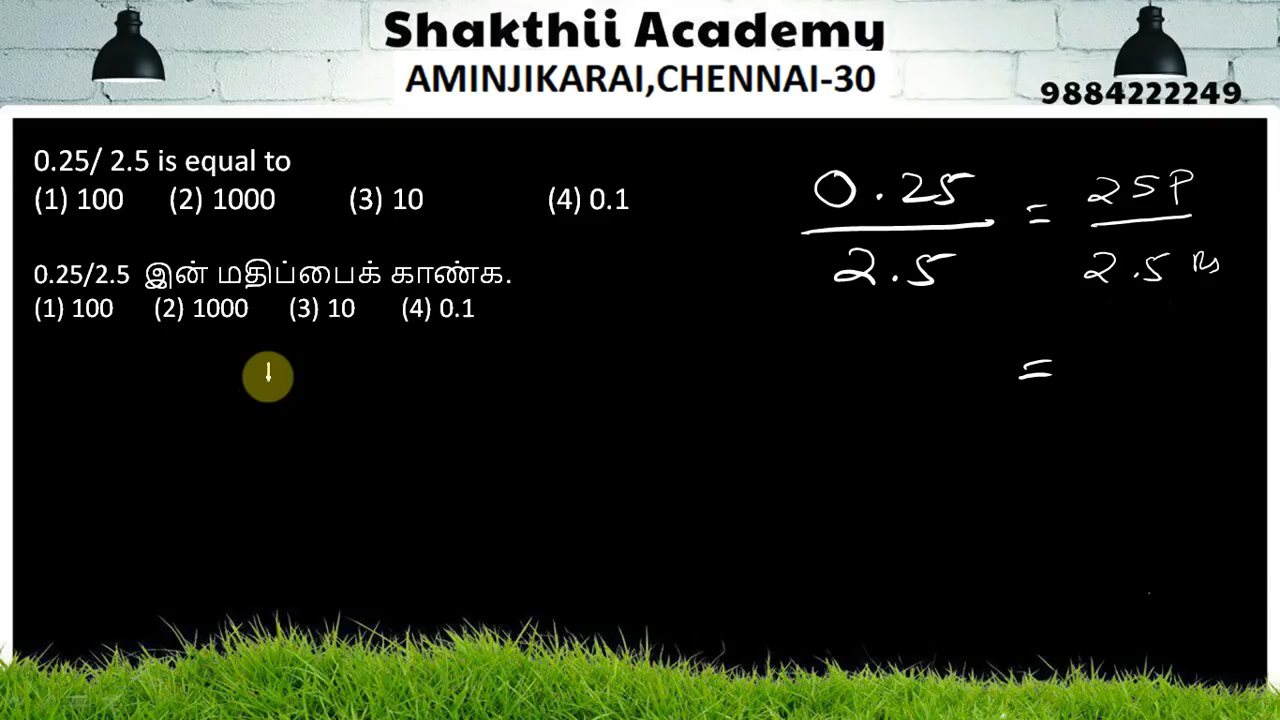 Shakthii Academy
AMINJIKARAI,CHENNAI-30
9884222249
0.25/ 2.5 is equal to
(1) 100 (2) 1000 (3) 10 (4) 0.1
0.25/2.5 இன் மதிப்பைக் காண்க.
(1) 100 (2) 1000 (3) 10 (4) 0.1
0.25 = 25P
2.5 2.5 Rs
=